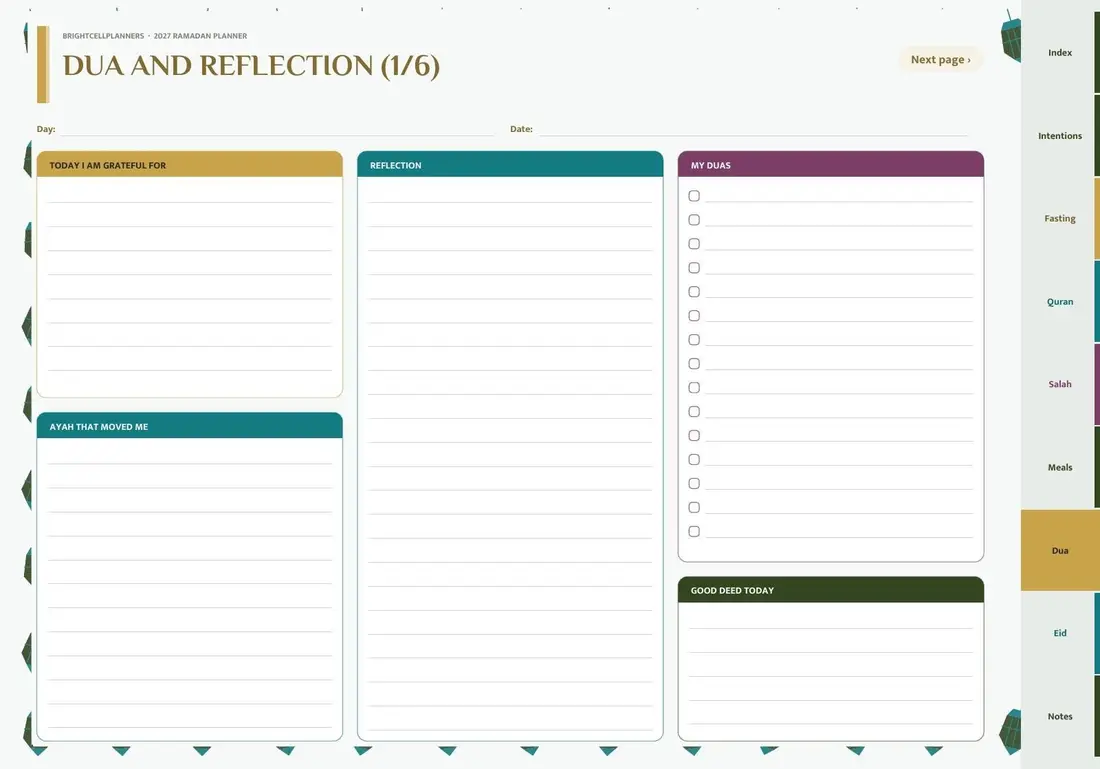 BRIGHTCELLPLANNERS · 2027 RAMADAN PLANNER
DUA AND REFLECTION (1/6)
Next page ›
Day:
Date:
TODAY I AM GRATEFUL FOR
REFLECTION
MY DUAS
AYAH THAT MOVED ME
GOOD DEED TODAY
Index
Intentions
Fasting
Quran
Salah
Meals
Dua
Eid
Notes